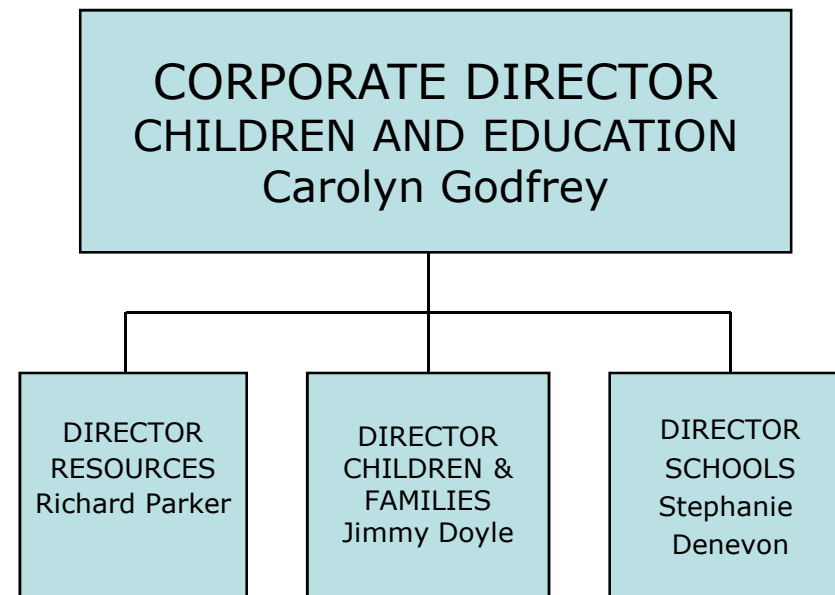 CORPORATE DIRECTOR
CHILDREN AND EDUCATION
Carolyn Godfrey
DIRECTOR
RESOURCES
Richard Parker
DIRECTOR
CHILDREN &
FAMILIES
Jimmy Doyle
DIRECTOR
SCHOOLS
Stephanie
Denevon